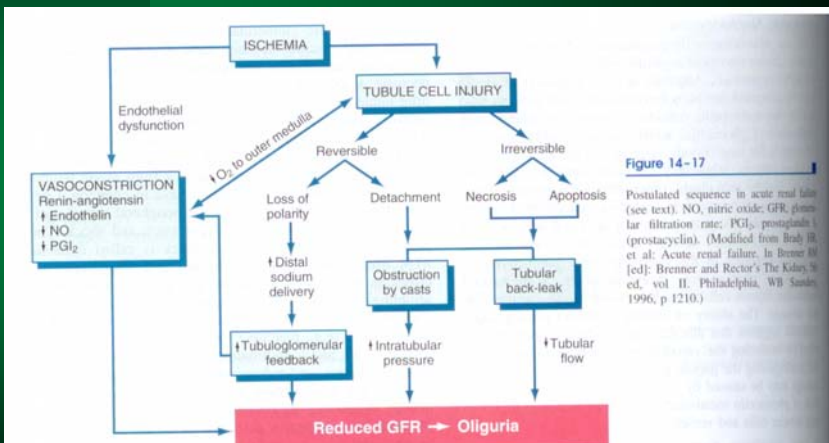 ISCHEMIA
TUBULE CELL INJURY
Endothelial
dysfunction
O₂ to outer medulla
Reversible
Irreversible
VASOCONSTRICTION
Renin-angiotensin
Endothelin
NO
PGI₂
Loss of
polarity
Detachment
Necrosis
Apoptosis
Distal
sodium
delivery
Obstruction
by casts
Tubular
back-leak
Tubuloglomerular
feedback
Intratubular
pressure
Tubular
flow
Reduced GFR → Oliguria
Figure 14-17
Postulated sequence in acute renal
(see text). NO, nitric oxide; GFR,
lar filtration rate; PGI₂, prostaglandin
(prostacyclin). (Modified from Brady HR,
et al: Acute renal failure. In Brenner
[ed]: Brenner and Rector's The Kidney,
ed, vol II. Philadelphia, WB
1996, p 1210.)